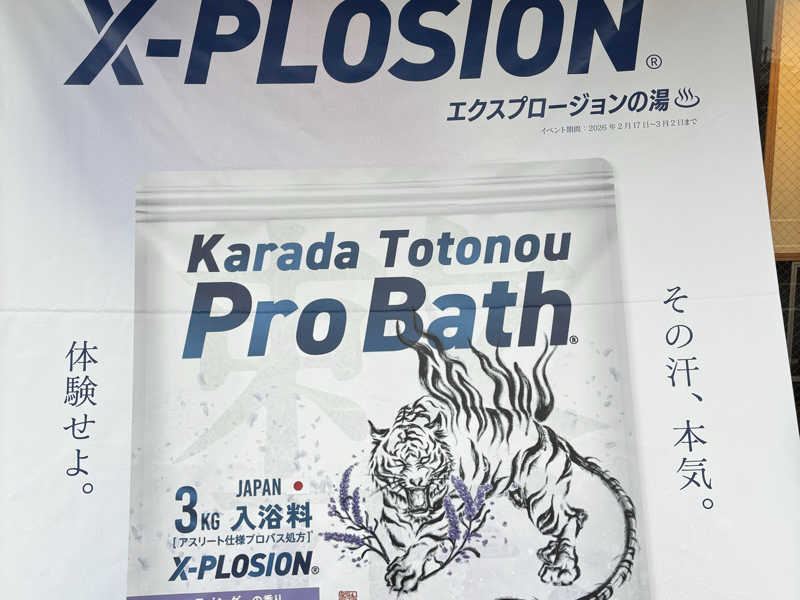 X-PLOSION®
エクスプロージョンの湯♨
イベント期間：2026年2月17日~3月2日まで
Karada Totonou
Pro Bath®
その汗、本気。
体験せよ。
JAPAN
3KG 入浴料
[アスリート仕様プロバス処方]
X-PLOSION®